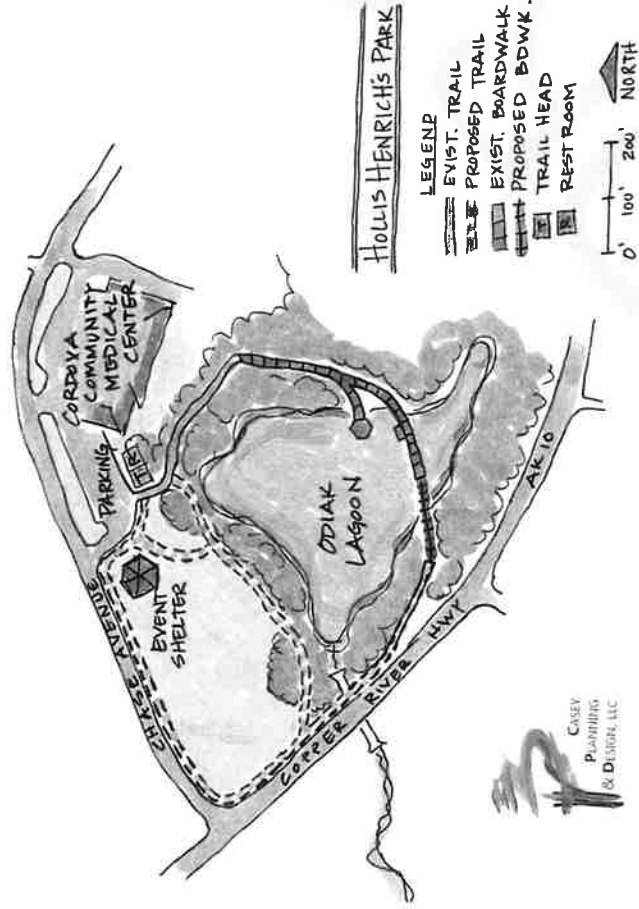 HOLLIS HENRICH'S PARK
LEGEND
EXIST. TRAIL
PROPOSED TRAIL
EXIST. BOARDWALK
PROPOSED BDWK.
T TRAIL HEAD
R REST ROOM
0' 100' 200'
NORTH
CORDOVA
COMMUNITY
MEDICAL
CENTER
PARKING
T R
CHASE AVENUE
EVENT
SHELTER
ODIAK
LAGOON
COPPER RIVER HWY
AK 10
CASEY
PLANNING
& DESIGN, LLC